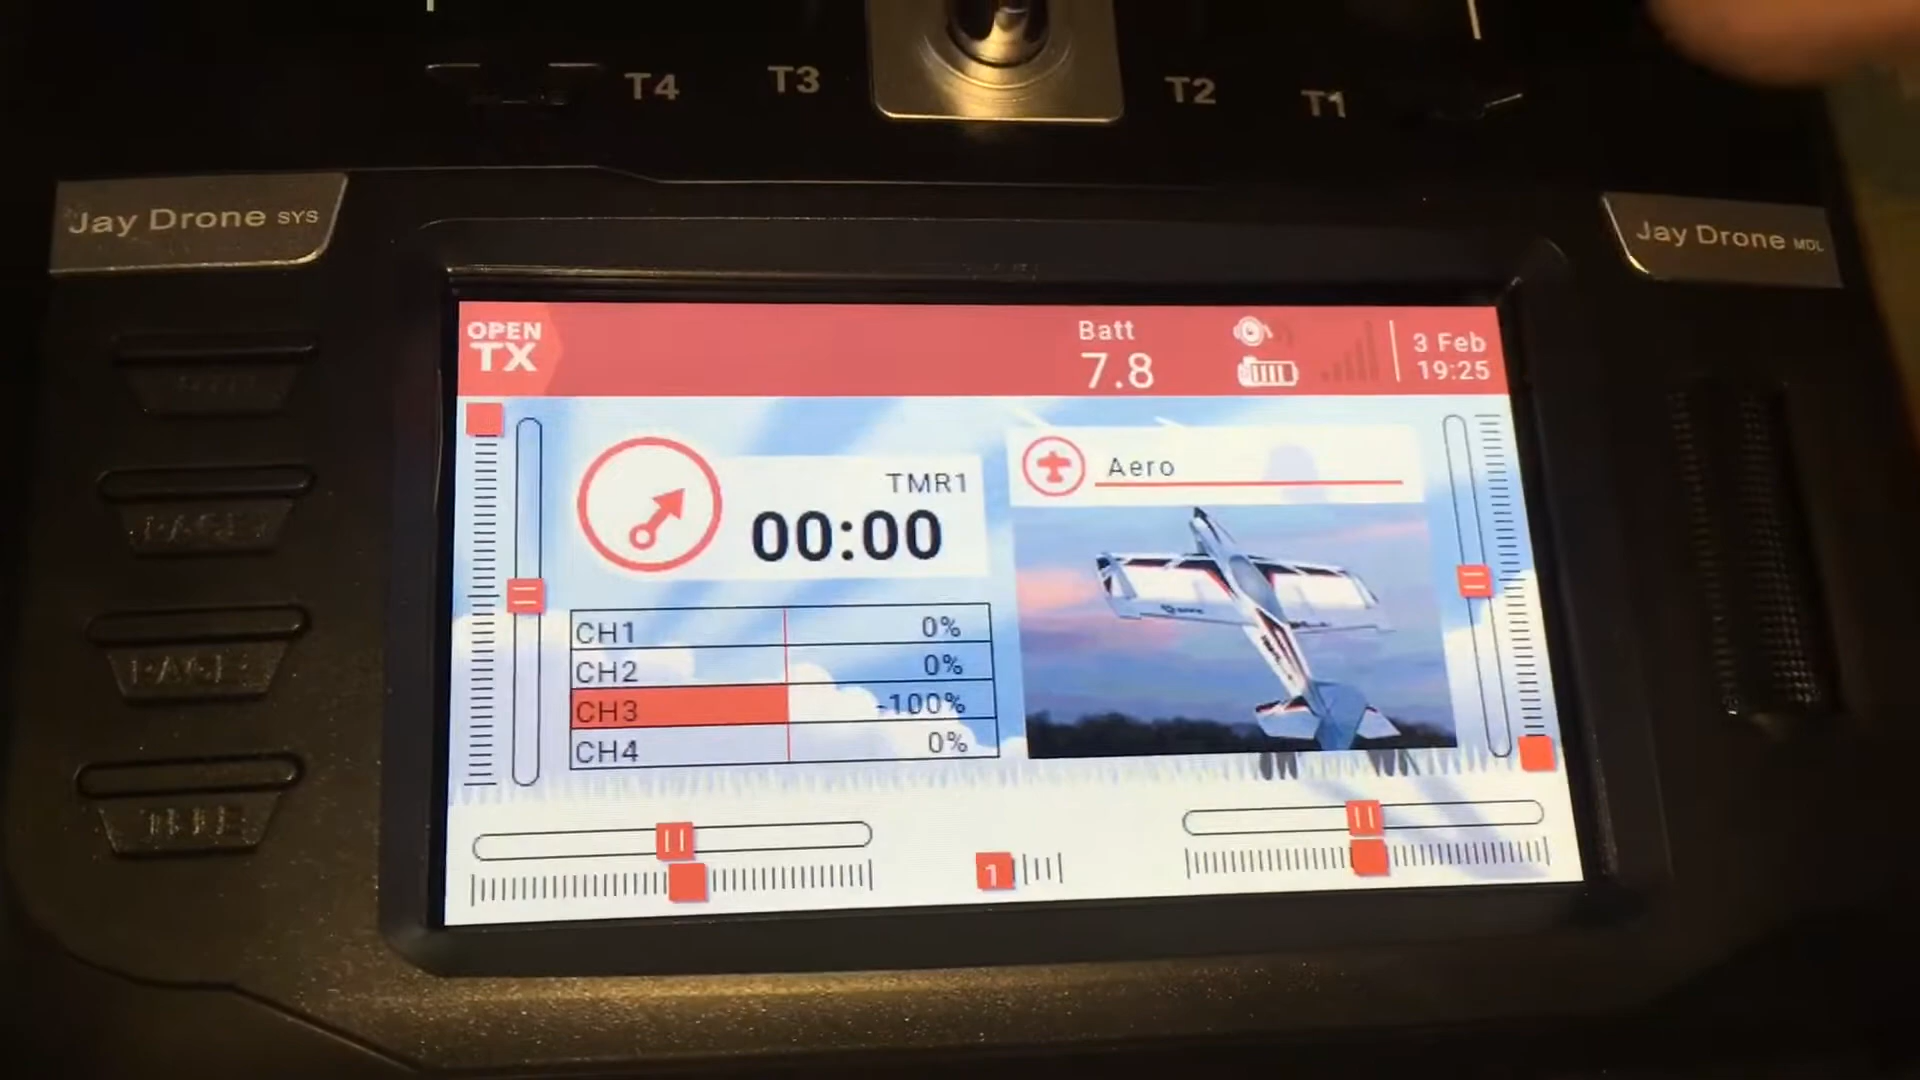 T4 T3 T2 T1
Jay Drone SYS
Jay Drone MDL
OPEN TX
Batt
7.8
3 Feb
19:25
TMR1
00:00
Aero
CH1 0%
CH2 0%
CH3 -100%
CH4 0%
1